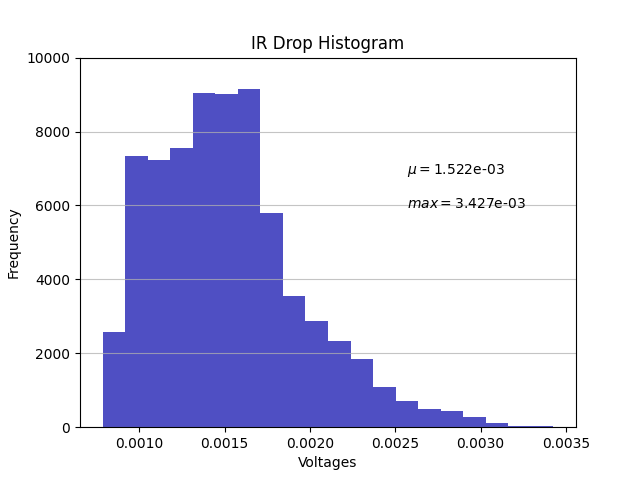 IR Drop Histogram
10000
8000
6000
4000
2000
0
Frequency
μ = 1.522e-03
max = 3.427e-03
0.0010 0.0015 0.0020 0.0025 0.0030 0.0035
Voltages